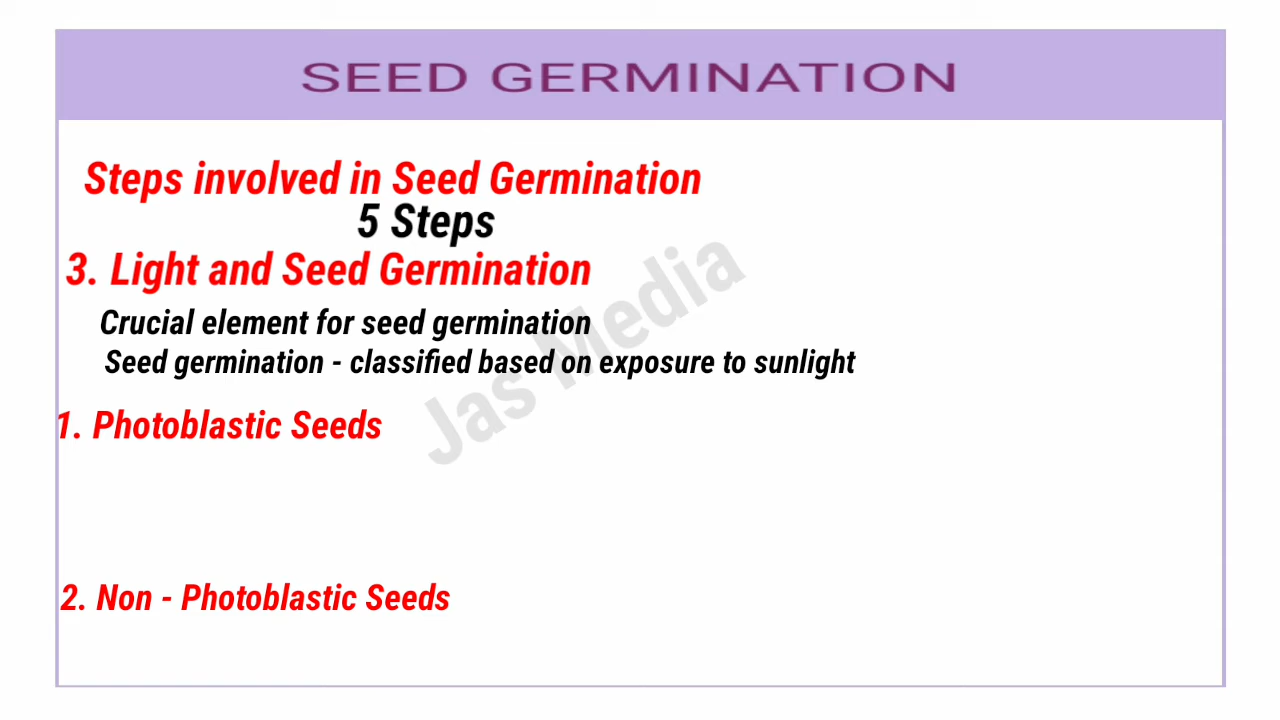 SEED GERMINATION
Steps involved in Seed Germination
5 Steps
3. Light and Seed Germination
Crucial element for seed germination
Seed germination - classified based on exposure to sunlight
1. Photoblastic Seeds
Jas Media
2. Non - Photoblastic Seeds